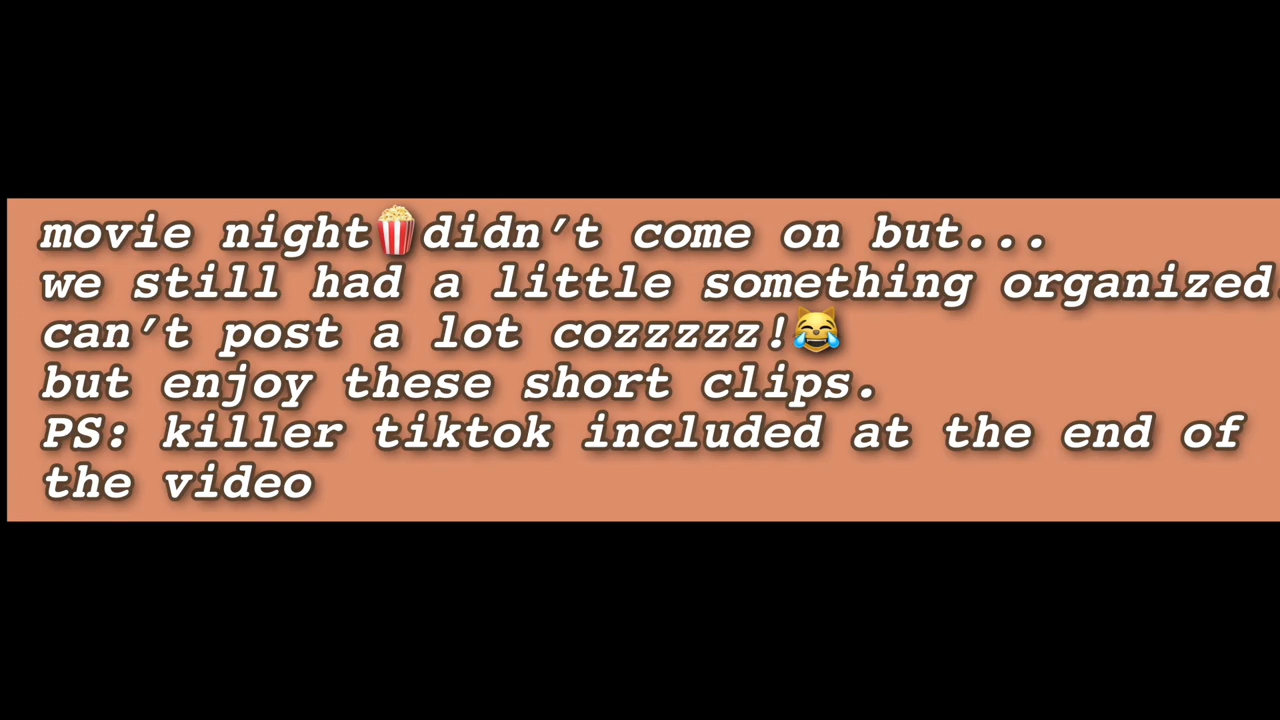 movie night🍿didn’t come on but...
we still had a little something organized
can’t post a lot cozzzzz!😹
but enjoy these short clips.
PS: killer tiktok included at the end of
the video